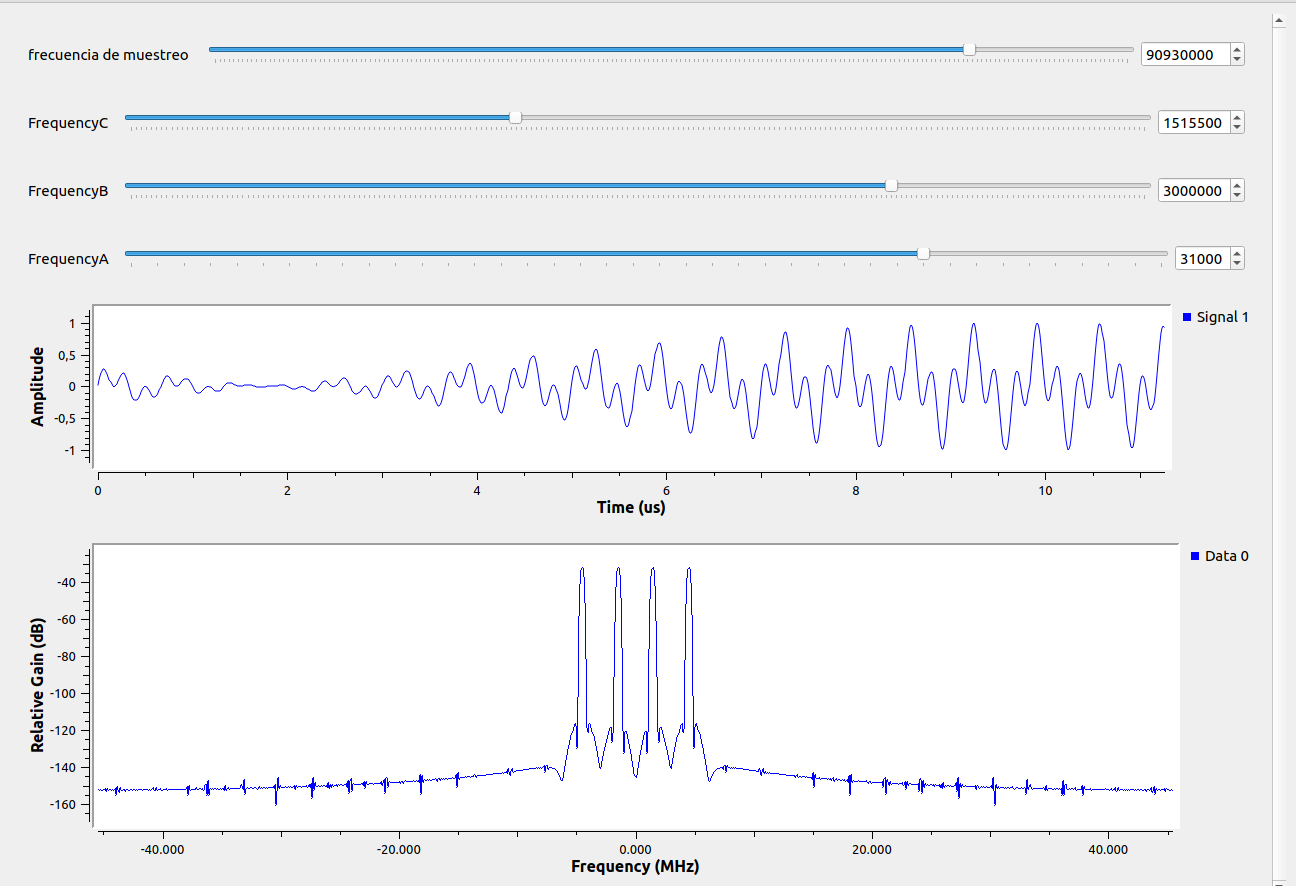 frecuencia de muestreo 90930000
FrequencyC 1515500
FrequencyB 3000000
FrequencyA 31000
Signal 1
Amplitude
1
0,5
0
-0,5
-1
0 2 4 6 8 10
Time (us)
Data 0
Relative Gain (dB)
-40
-60
-80
-100
-120
-140
-160
-40.000 -20.000 0.000 20.000 40.000
Frequency (MHz)